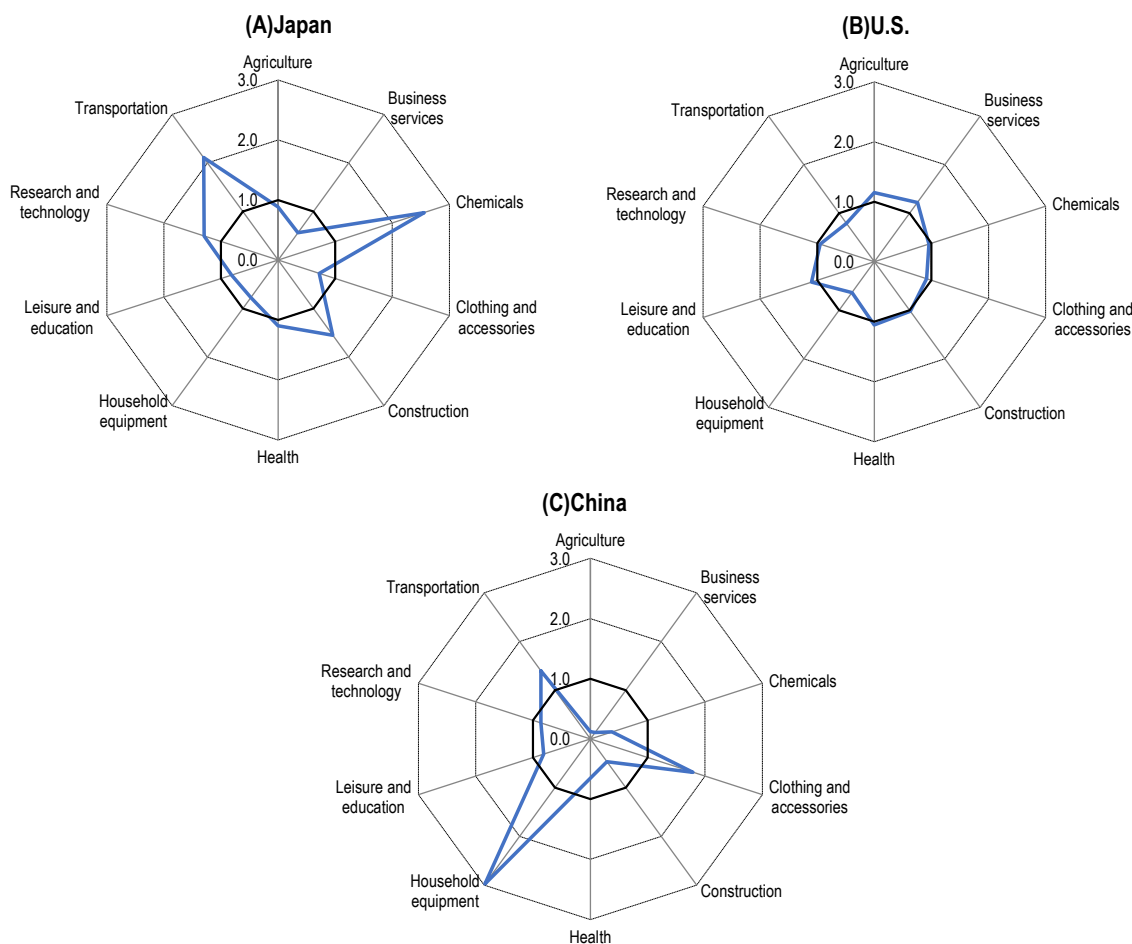 (A)Japan
Agriculture
3.0
2.0
1.0
0.0
Business
services
Chemicals
Clothing and
accessories
Construction
Health
Household
equipment
Leisure and
education
Research and
technology
Transportation
(B)U.S.
Agriculture
3.0
2.0
1.0
0.0
Business
services
Chemicals
Clothing and
accessories
Construction
Health
Household
equipment
Leisure and
education
Research and
technology
Transportation
(C)China
Agriculture
3.0
2.0
1.0
0.0
Business
services
Chemicals
Clothing and
accessories
Construction
Health
Household
equipment
Leisure and
education
Research and
technology
Transportation